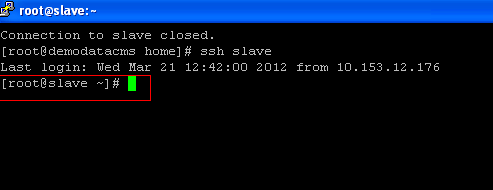 root@slave:~
Connection to slave closed.
[root@demodatacms home]# ssh slave
Last login: Wed Mar 21 12:42:00 2012 from 10.153.12.176
[root@slave ~]#